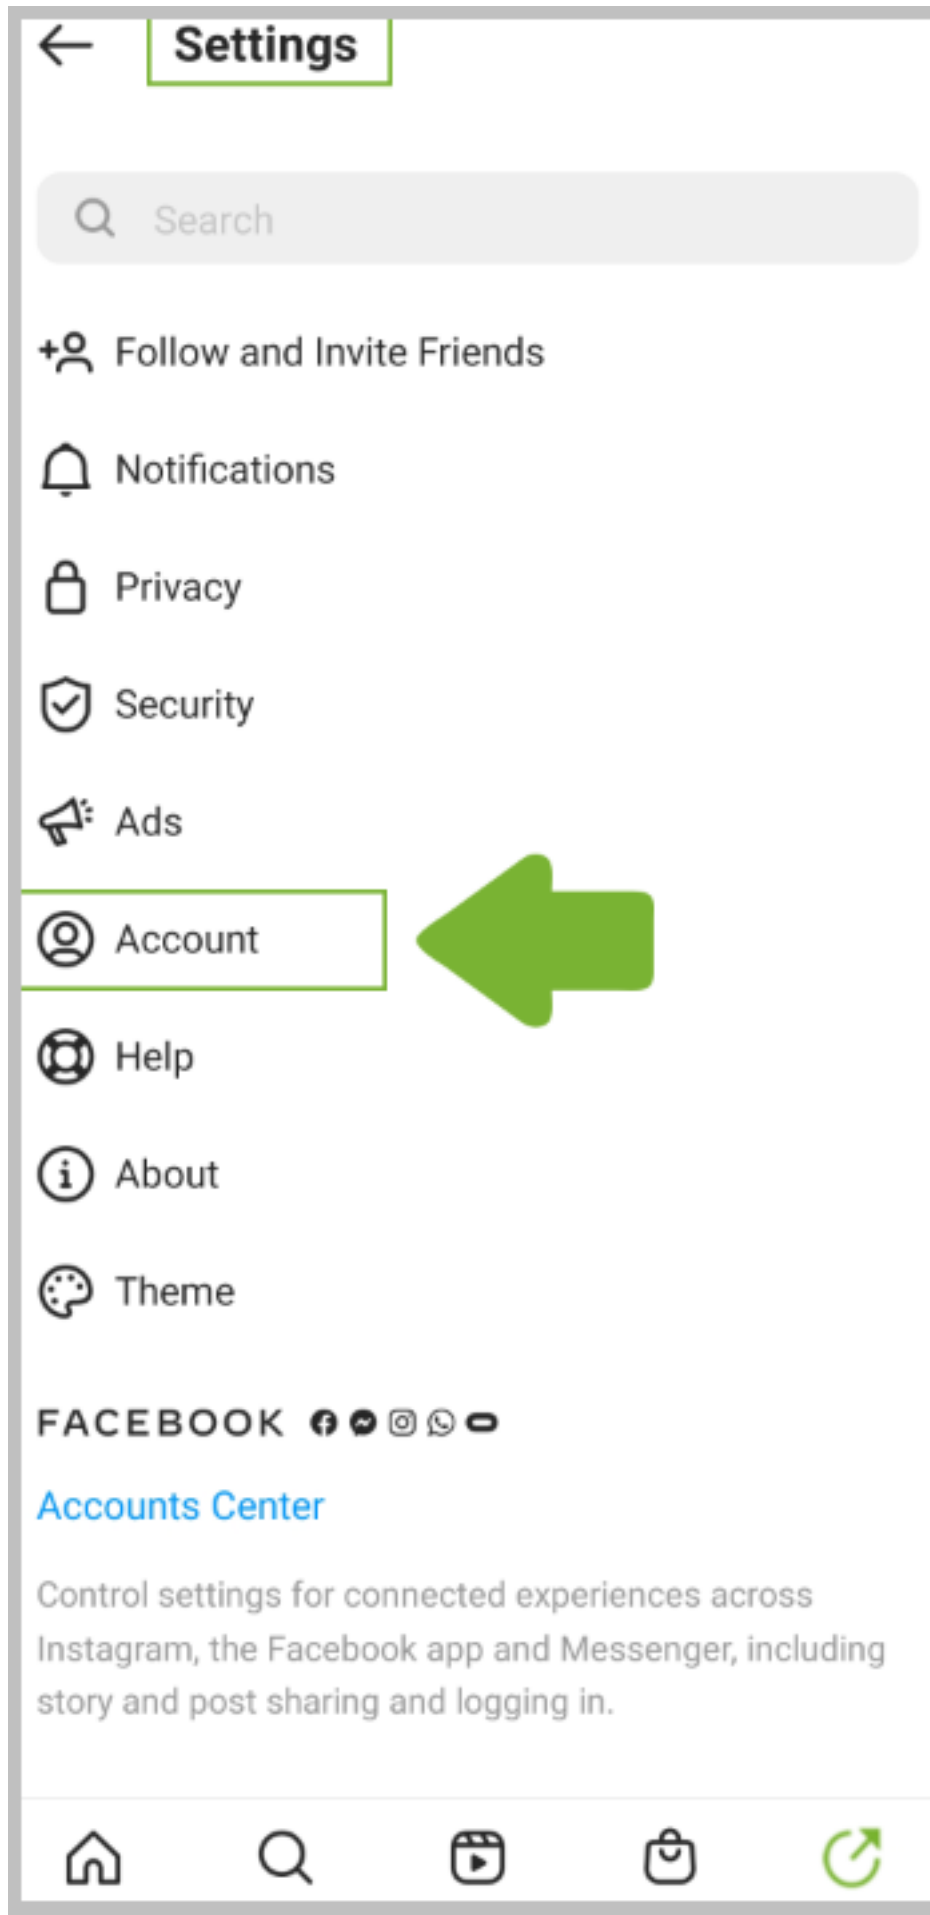 Settings
Search
Follow and Invite Friends
Notifications
Privacy
Security
Ads
Account
Help
About
Theme
FACEBOOK
Accounts Center
Control settings for connected experiences across
Instagram, the Facebook app and Messenger, including
story and post sharing and logging in.